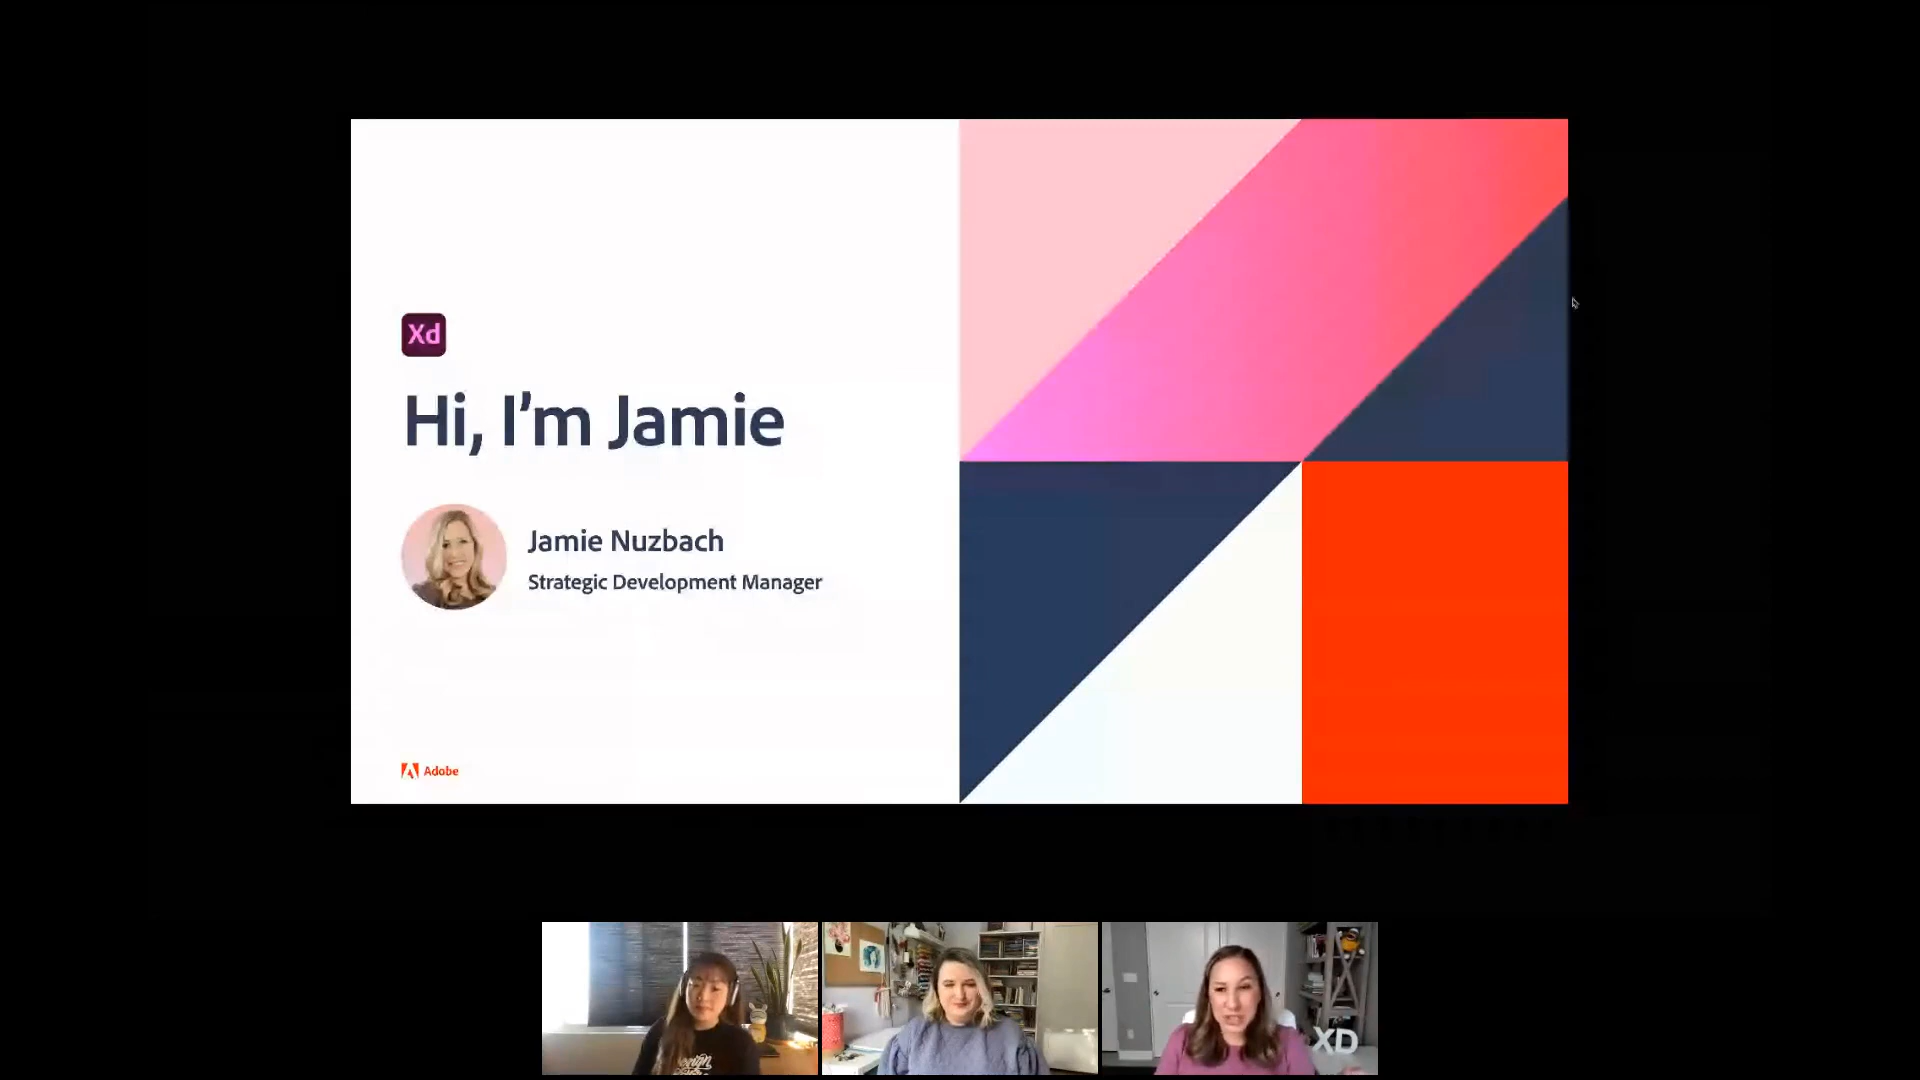 Xd
Hi, I’m Jamie
Jamie Nuzbach
Strategic Development Manager
Adobe
XD